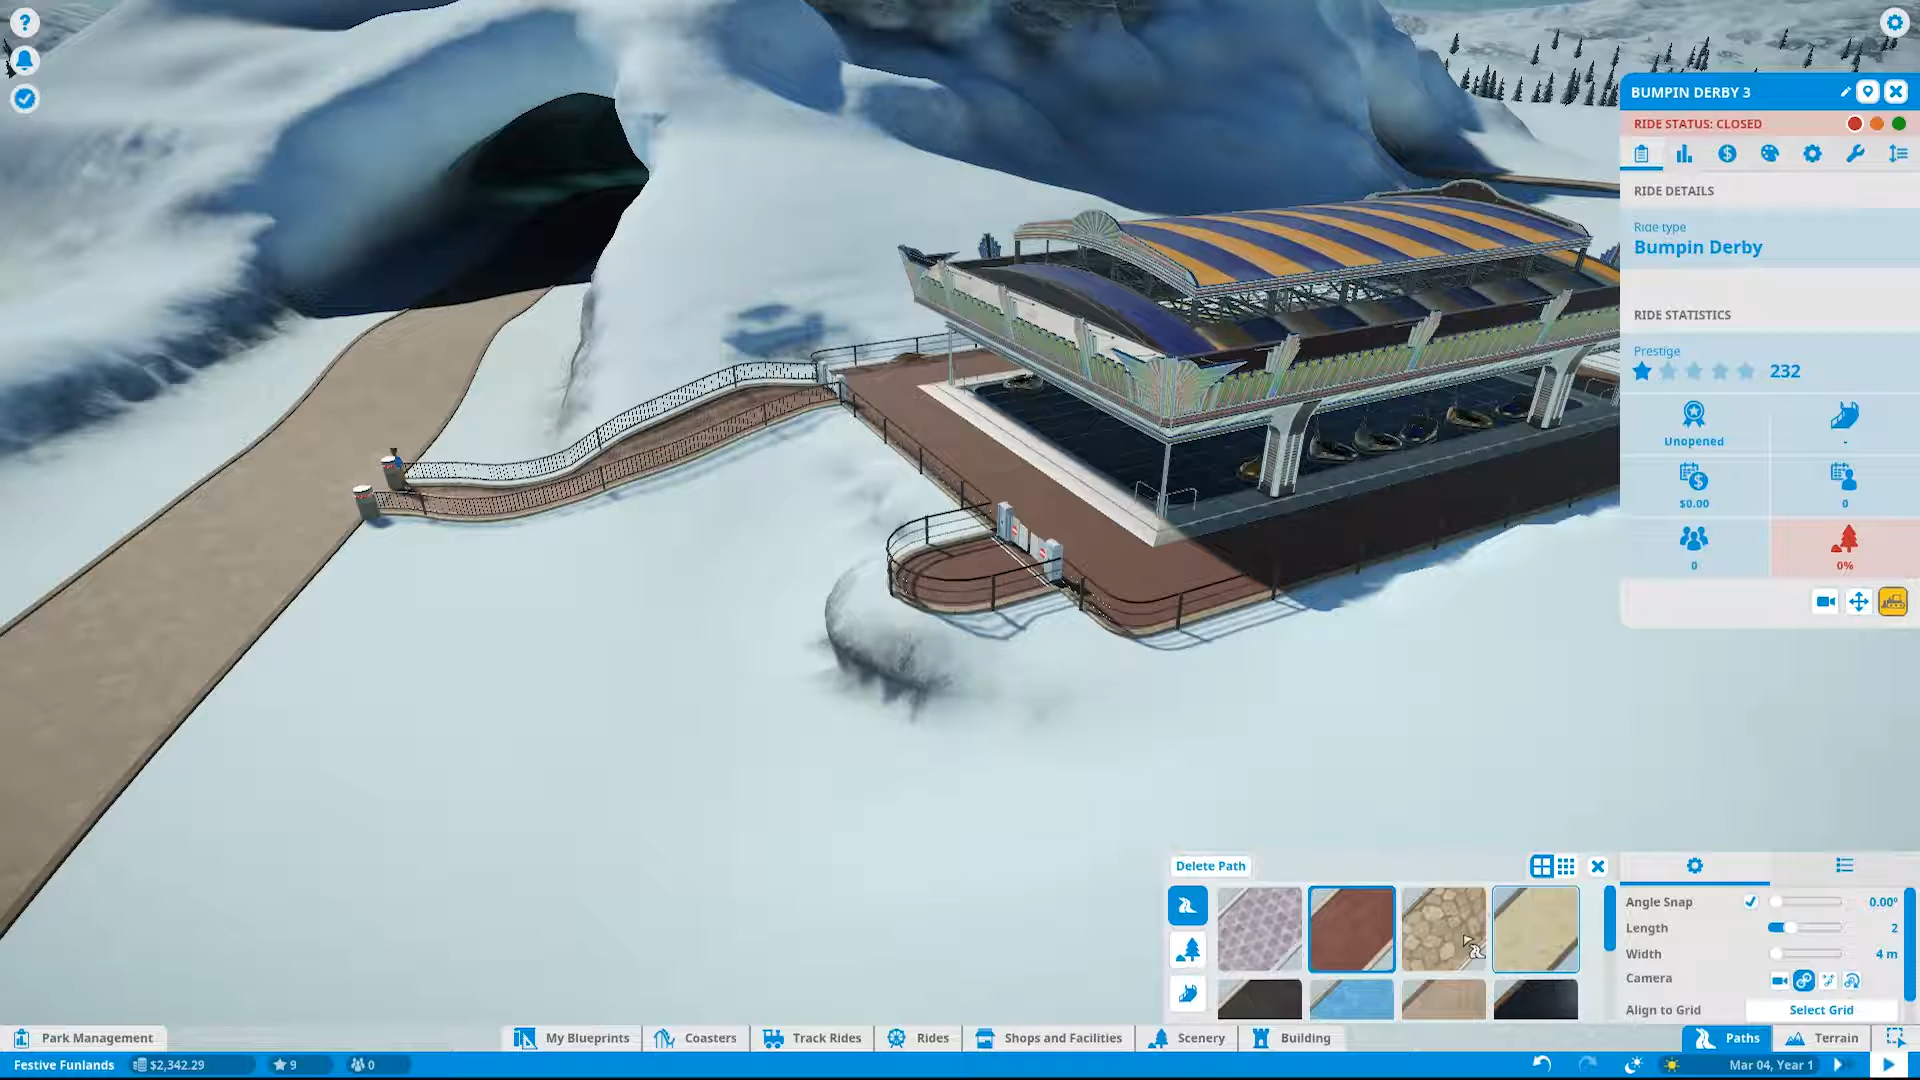 BUMPIN DERBY 3
RIDE STATUS: CLOSED
RIDE DETAILS
Ride type
Bumpin Derby
RIDE STATISTICS
Prestige
232
Unopened
-
$0.00
0
0
0%
Delete Path
Angle Snap
0.00°
Length
2
Width
4 m
Camera
Align to Grid
Select Grid
Park Management
My Blueprints
Coasters
Track Rides
Rides
Shops and Facilities
Scenery
Building
Paths
Terrain
Festive Funlands
$2,342.29
9
0
Mar 04, Year 1